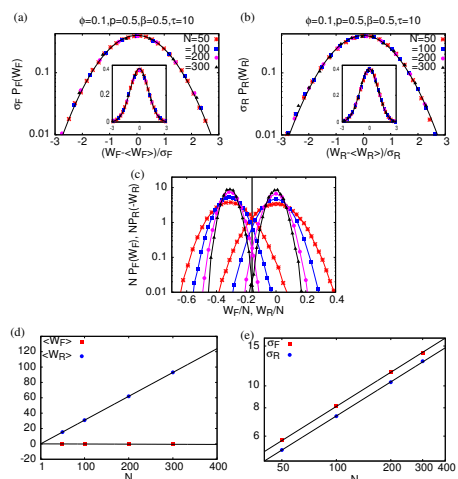 (a) ϕ=0.1,p=0.5,β=0.5,τ=10
N=50
=100
=200
=300
σF PF(WF)
0.1
0.01
0.4
0.2
0
-3 0 3
-3 -2 -1 0 1 2 3
(WF-<WF>)/σF
(b) ϕ=0.1,p=0.5,β=0.5,τ=10
N=50
=100
=200
=300
σR PR(WR)
0.1
0.01
0.4
0.2
0
-3 0 3
-3 -2 -1 0 1 2 3
(WR-<WR>)/σR
(c)
N PF(WF), NPR(-WR)
10
1
0.1
0.01
-0.6 -0.4 -0.2 0 0.2 0.4
WF/N, WR/N
(d)
<WF>
<WR>
140
120
100
80
60
40
20
0
-20
1 100 200 300 400
N
(e)
σF
σR
15
10
8
6
50 100 200 300 400
N